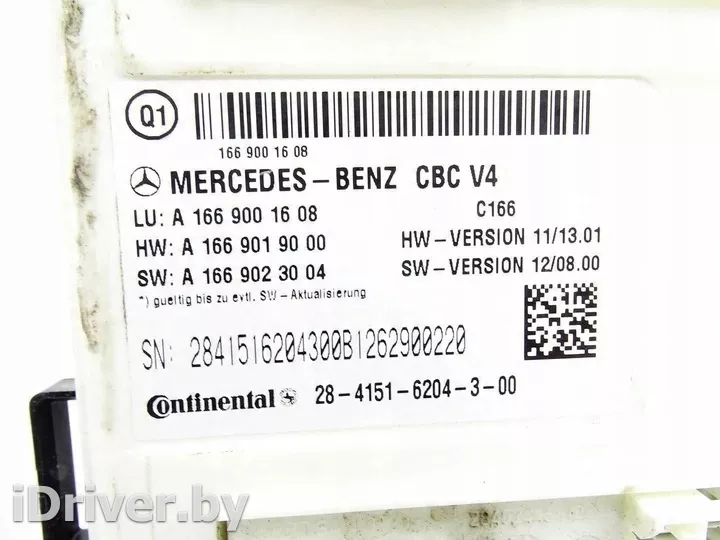 Q1
166 900 16 08
MERCEDES-BENZ CBC V4
LU: A 166 900 16 08 C166
HW: A 166 901 90 00 HW-VERSION 11/13.01
SW: A 166 902 30 04 SW-VERSION 12/08.00
*) gueltig bis zu evtl. SW-Aktualisierung
SN: 2841516204300B1262900220
Continental 28-4151-6204-3-00
iDriver.by